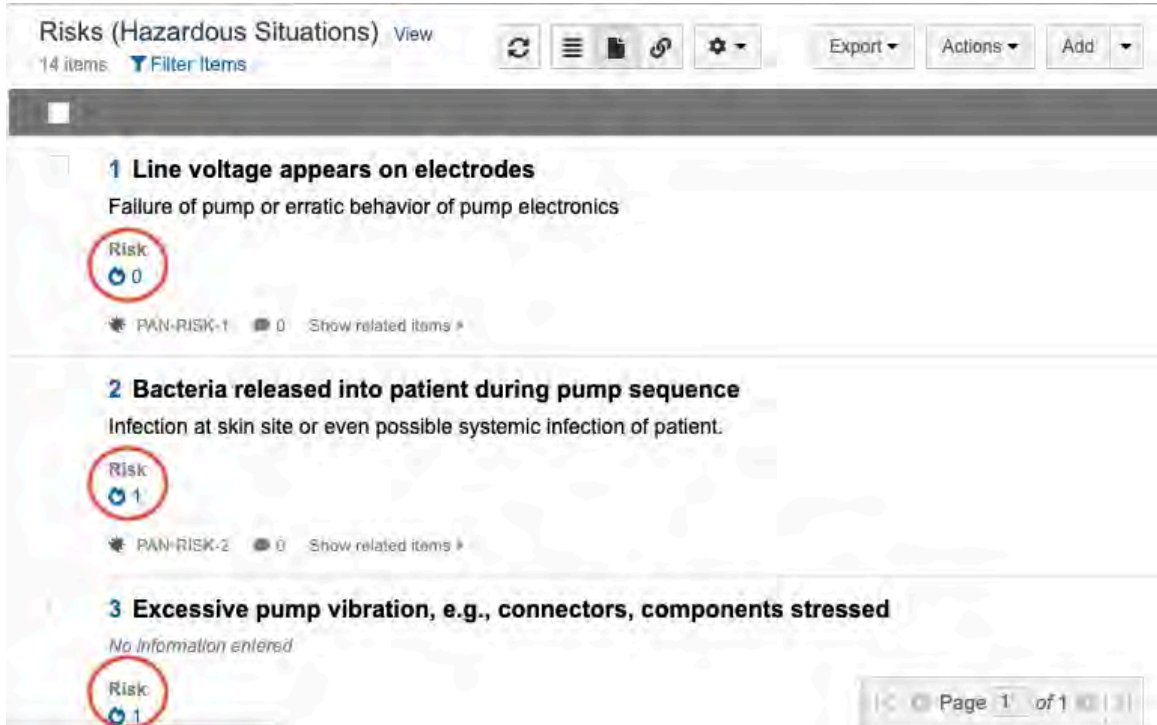 Risks (Hazardous Situations) View
14 items Filter Items
Export Actions Add
1 Line voltage appears on electrodes
Failure of pump or erratic behavior of pump electronics
Risk
0
PAN-RISK-1 0 Show related items
2 Bacteria released into patient during pump sequence
Infection at skin site or even possible systemic infection of patient.
Risk
1
PAN-RISK-2 0 Show related items
3 Excessive pump vibration, e.g., connectors, components stressed
No information entered
Risk
1
Page 1 of 1